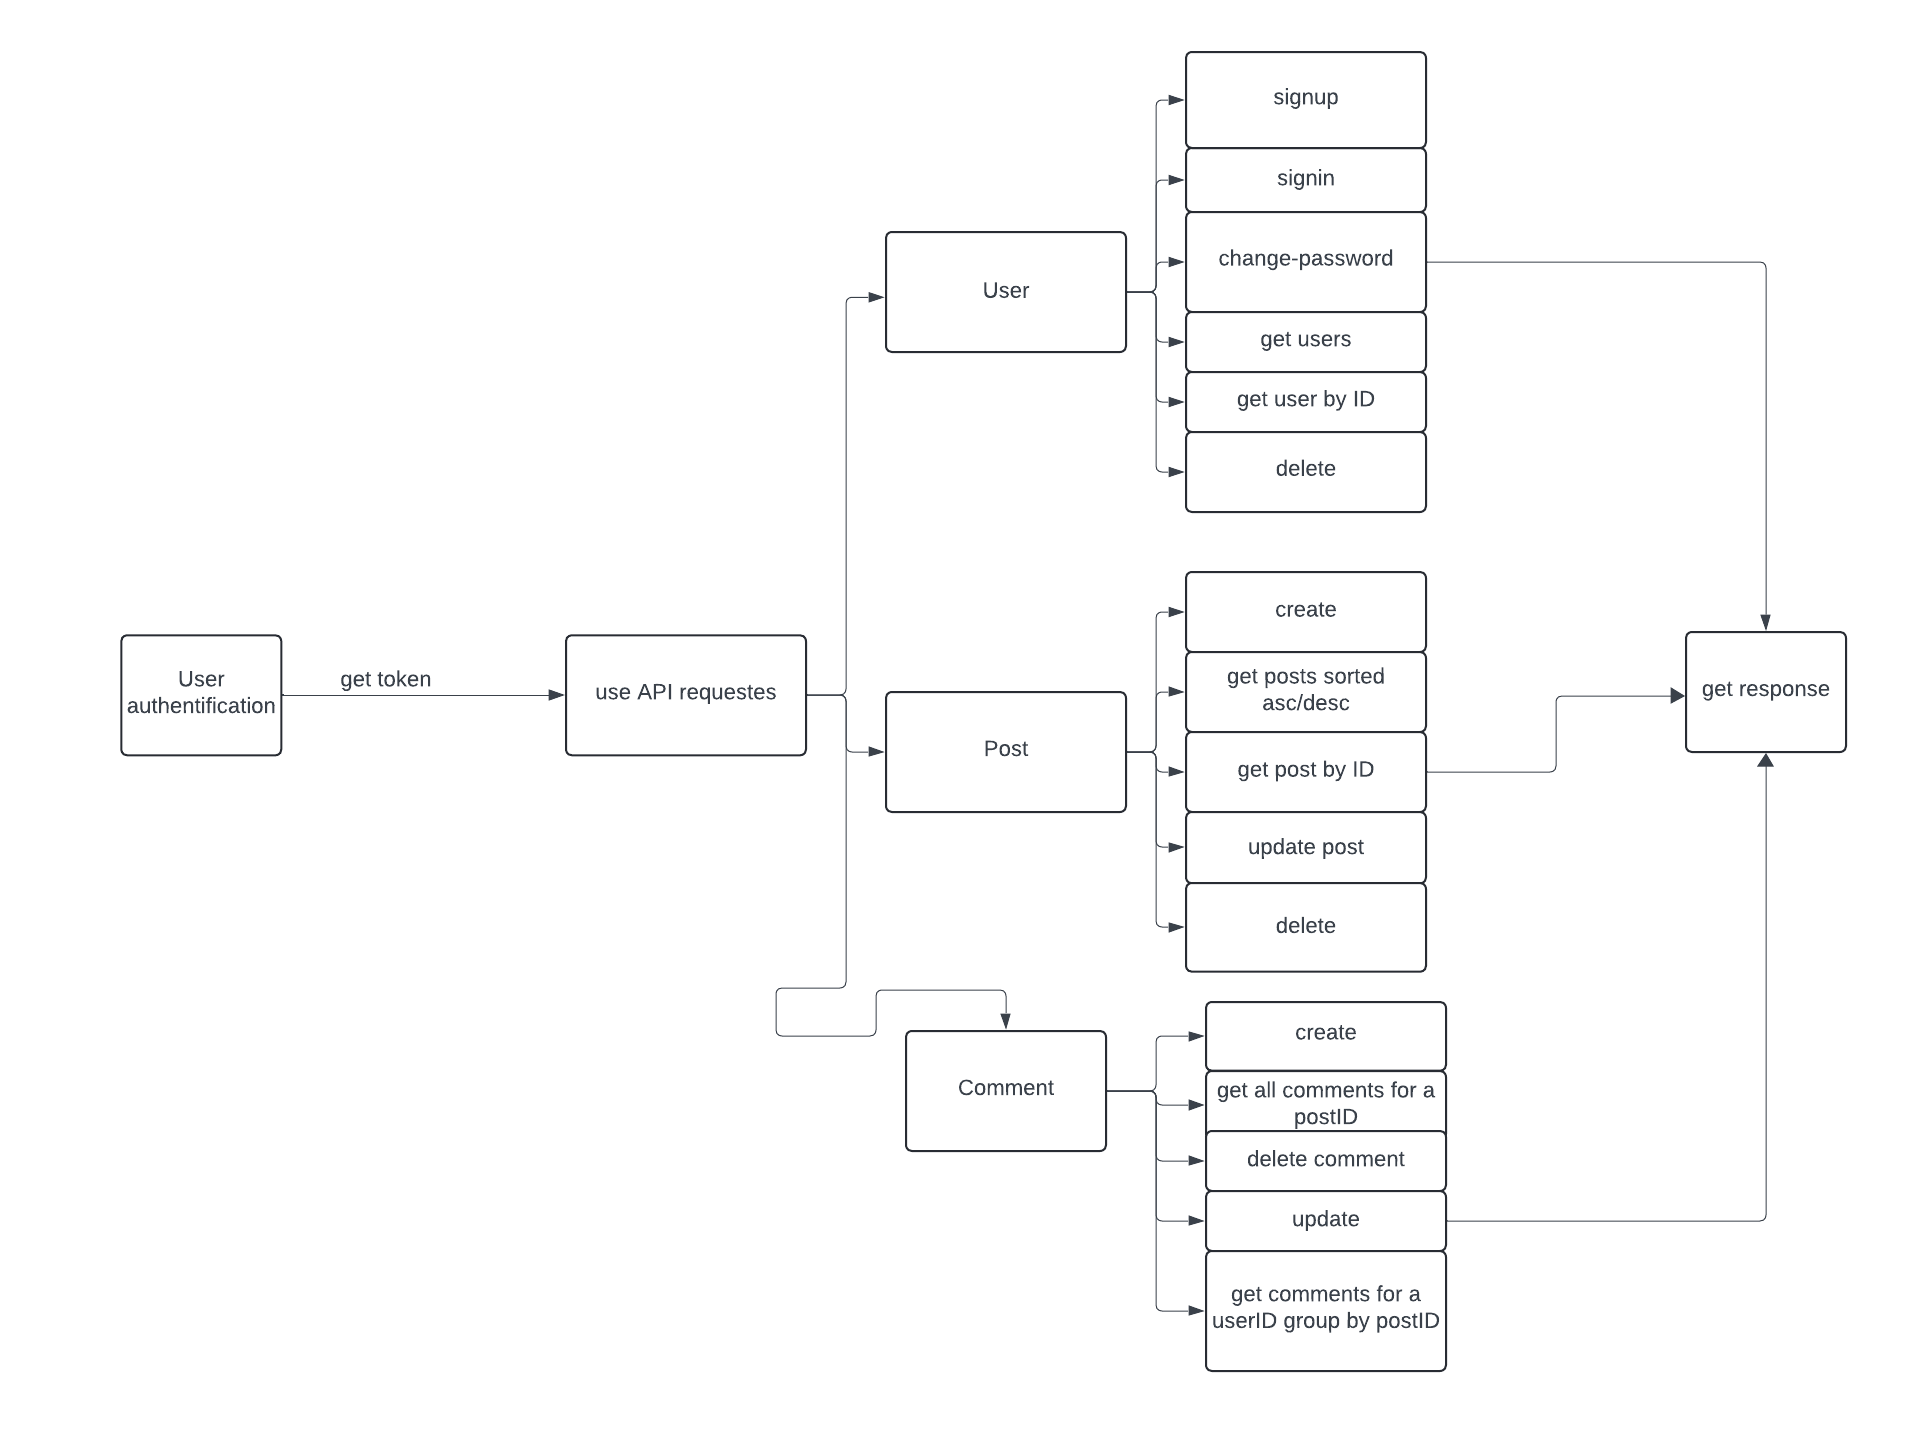 User
authentification
get token
use API requestes
User
signup
signin
change-password
get users
get user by ID
delete
Post
create
get posts sorted
asc/desc
get post by ID
update post
delete
Comment
create
get all comments for a
postID
delete comment
update
get comments for a
userID group by postID
get response